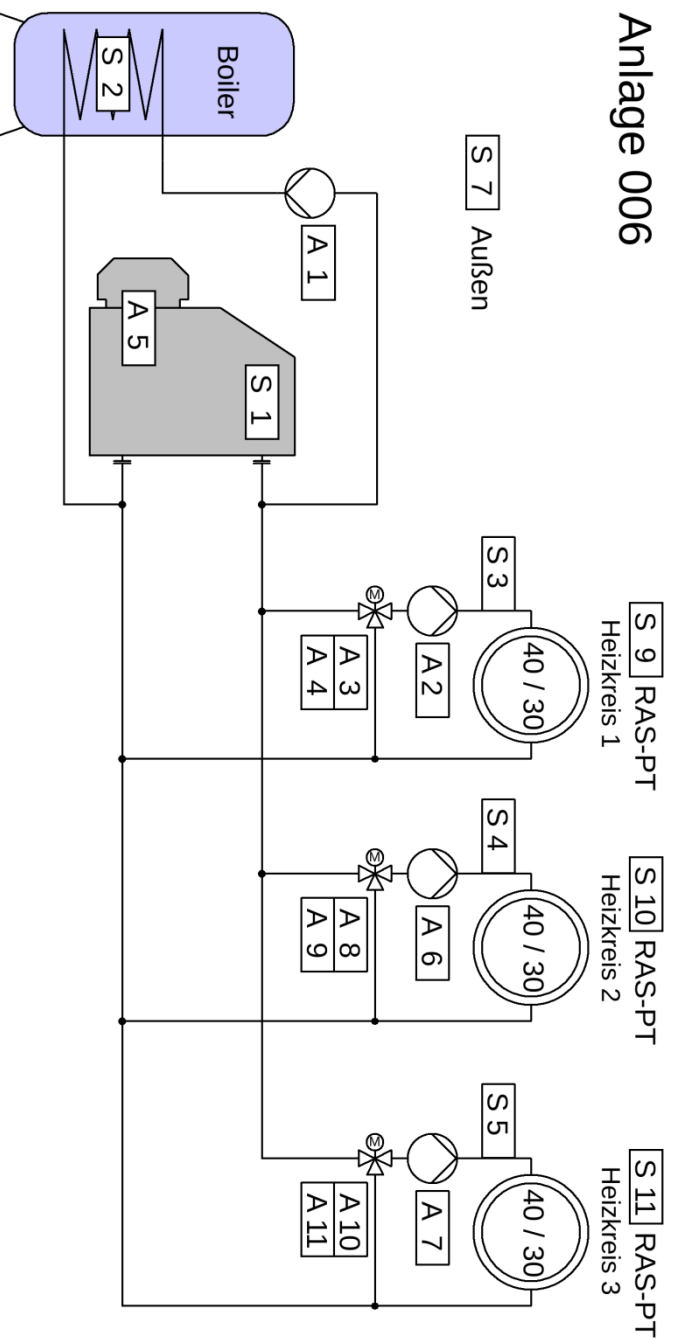 Anlage 006
S 7 Außen
S 9 RAS-PT
Heizkreis 1
S 10 RAS-PT
Heizkreis 2
S 11 RAS-PT
Heizkreis 3
40 / 30
40 / 30
40 / 30
S 3
S 4
S 5
A 2
A 6
A 7
M
M
M
A 3
A 4
A 8
A 9
A 10
A 11
A 1
Boiler
S 2
S 1
A 5